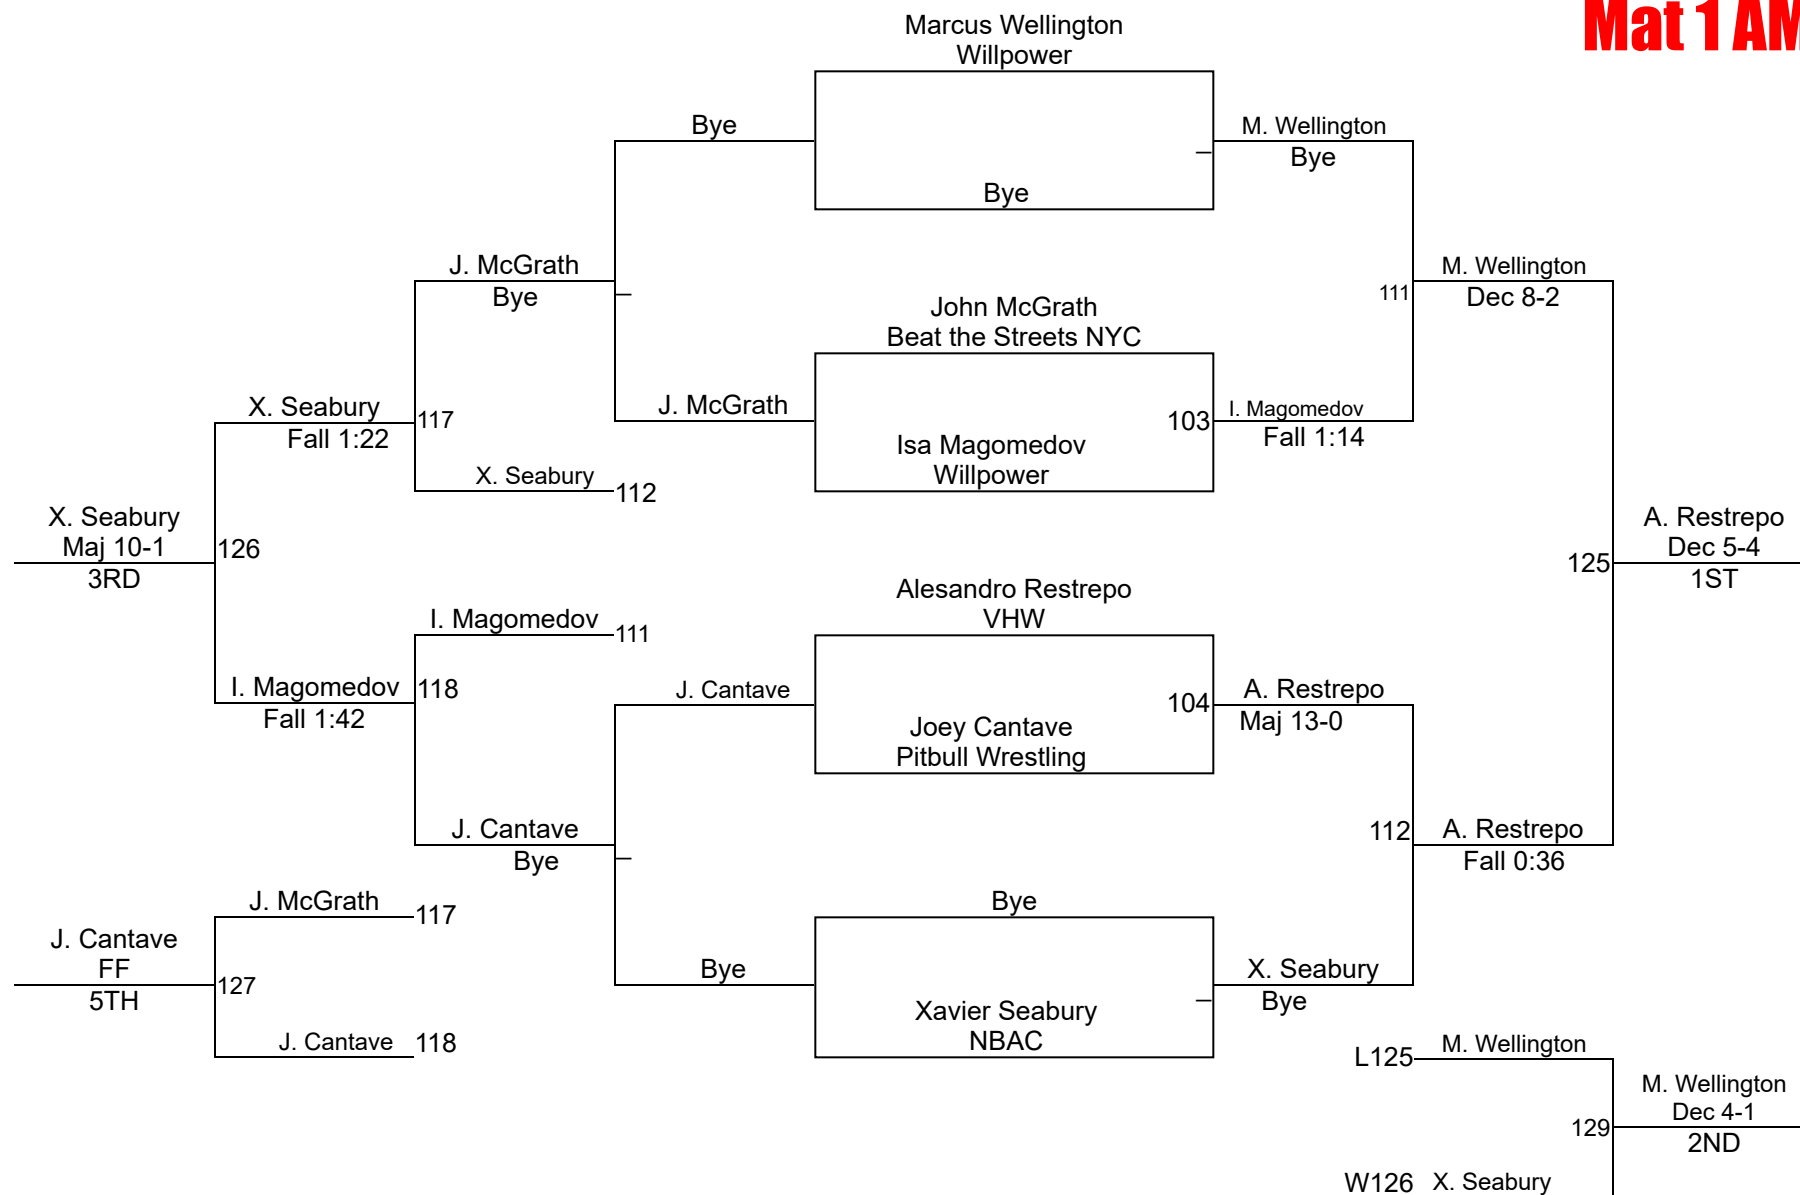 Mat 1 AM
Marcus Wellington
Willpower
Bye
M. Wellington
Bye
Bye
J. McGrath
Bye
M. Wellington
Dec 8-2
111
John McGrath
Beat the Streets NYC
X. Seabury
Fall 1:22
117
J. McGrath
103
I. Magomedov
Fall 1:14
Isa Magomedov
Willpower
X. Seabury
112
X. Seabury
Maj 10-1
3RD
126
125
A. Restrepo
Dec 5-4
1ST
Alesandro Restrepo
VHW
I. Magomedov
111
I. Magomedov
Fall 1:42
118
J. Cantave
104
A. Restrepo
Maj 13-0
Joey Cantave
Pitbull Wrestling
J. Cantave
Bye
112
A. Restrepo
Fall 0:36
J. McGrath
117
Bye
J. Cantave
FF
5TH
127
Bye
X. Seabury
Bye
Xavier Seabury
NBAC
J. Cantave
118
L125
M. Wellington
M. Wellington
Dec 4-1
2ND
129
W126
X. Seabury